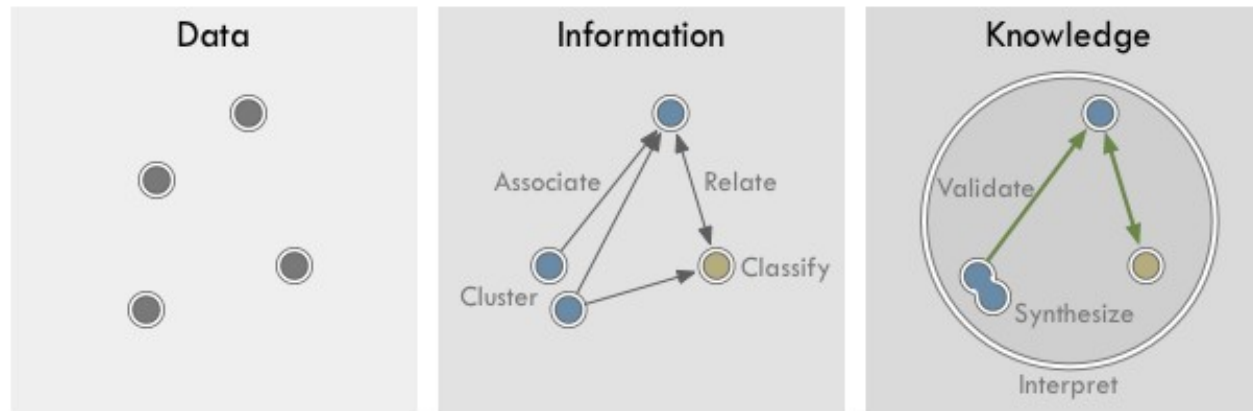 Data
Information
Associate
Relate
Cluster
Classify
Knowledge
Validate
Synthesize
Interpret